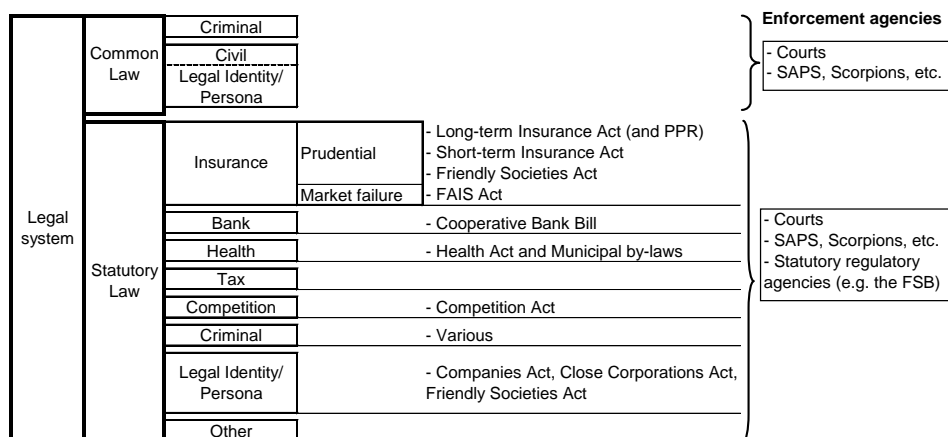 Enforcement agencies
Legal
system
Common
Law
Criminal
Civil
Legal Identity/
Persona
- Courts
- SAPS, Scorpions, etc.
Statutory
Law
Insurance
Prudential
- Long-term Insurance Act (and PPR)
- Short-term Insurance Act
- Friendly Societies Act
Market failure
- FAIS Act
Bank
- Cooperative Bank Bill
Health
- Health Act and Municipal by-laws
Tax
Competition
- Competition Act
Criminal
- Various
Legal Identity/
Persona
- Companies Act, Close Corporations Act,
Friendly Societies Act
Other
- Courts
- SAPS, Scorpions, etc.
- Statutory regulatory
agencies (e.g. the FSB)